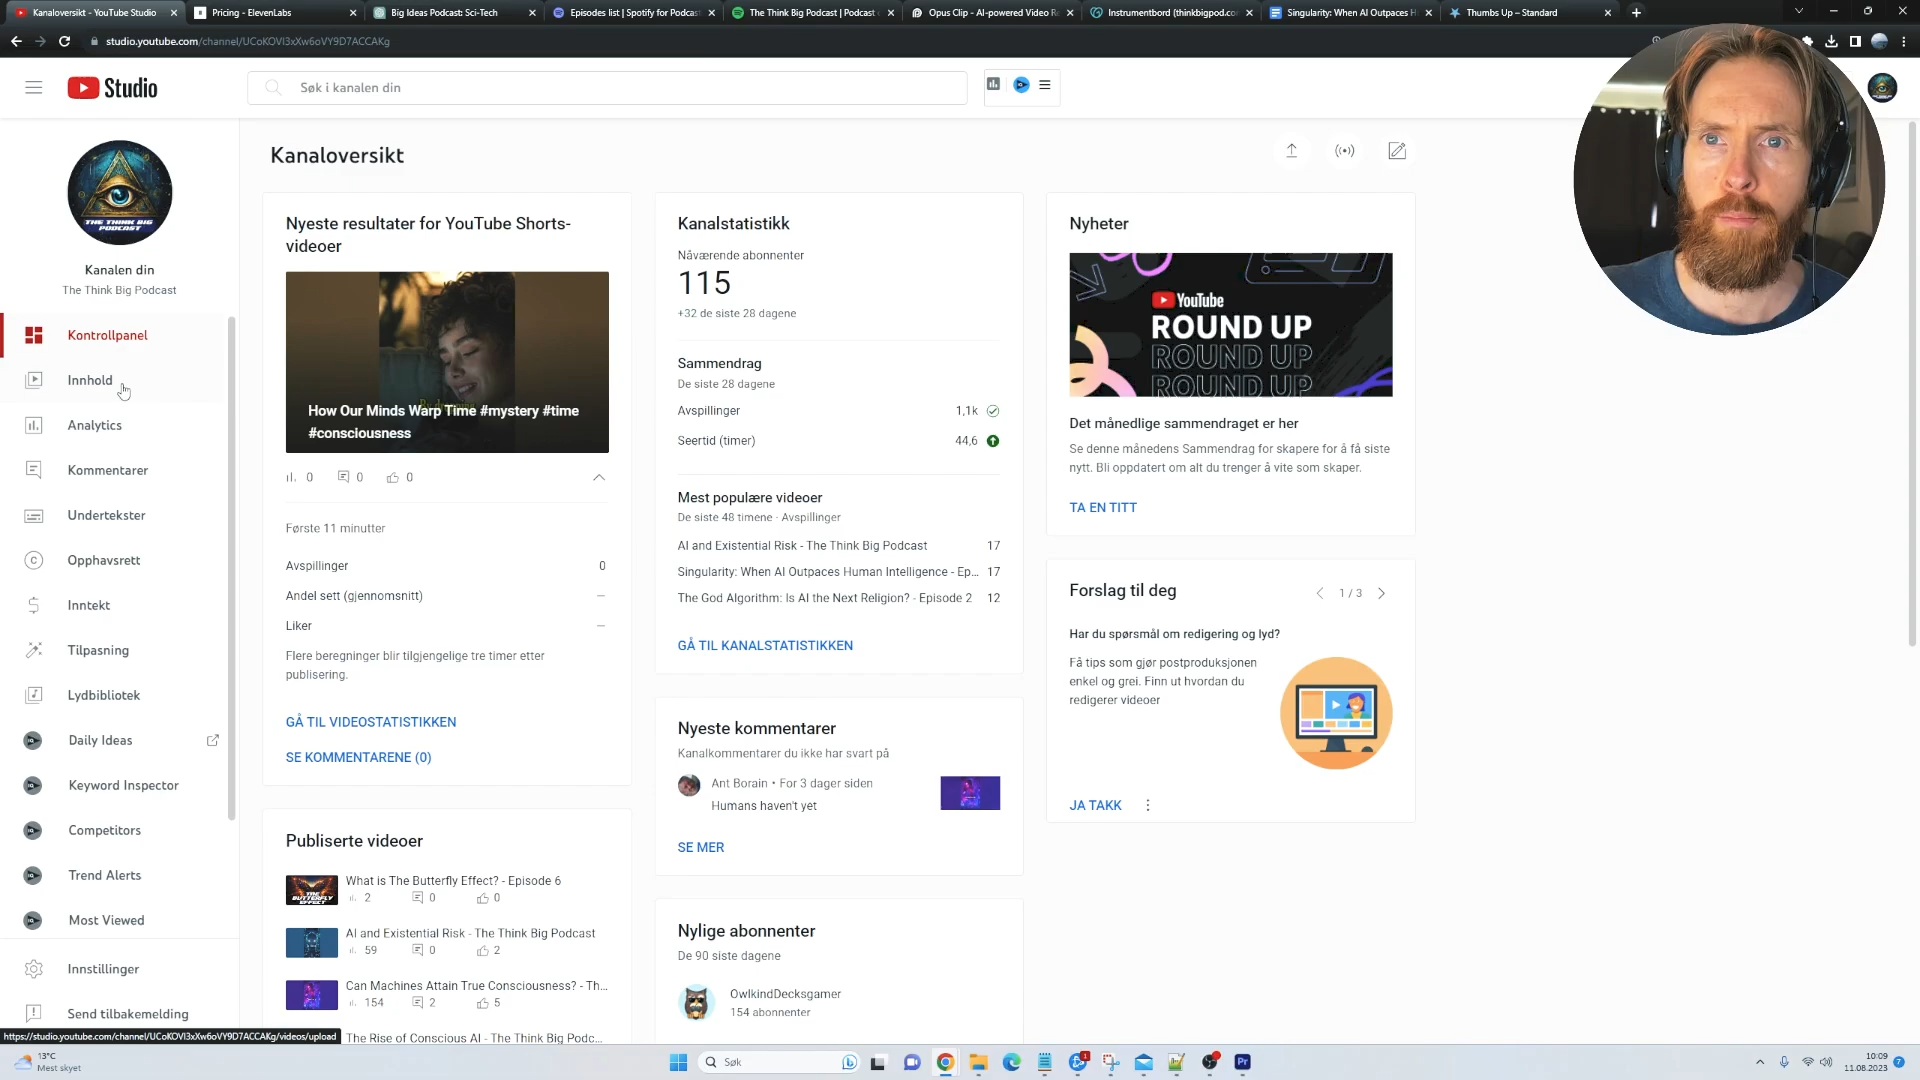 Kanaloversikt - YouTube Studio
Pricing - ElevenLabs
Big Ideas Podcast: Sci-Tech
Episodes list | Spotify for Podcas
The Think Big Podcast | Podcast
Opus Clip - AI-powered Video R
Instrumentbord (thinkbigpod.co
Singularity: When AI Outpaces H
Thumbs Up – Standard
studio.youtube.com/channel/UCoKOVl3xXw6oVY9D7ACCAKg
Studio
Søk i kanalen din
THE THINK BIG
PODCAST
Kanalen din
The Think Big Podcast
Kontrollpanel
Innhold
Analytics
Kommentarer
Undertekster
Opphavsrett
Inntekt
Tilpasning
Lydbibliotek
Daily Ideas
Keyword Inspector
Competitors
Trend Alerts
Most Viewed
Innstillinger
Send tilbakemelding
https://studio.youtube.com/channel/UCoKOVl3xXw6oVY9D7ACCAKg/videos/upload
Kanaloversikt
Nyeste resultater for YouTube Shorts-
videoer
How Our Minds Warp Time #mystery #time
#consciousness
0 0 0
Første 11 minutter
Avspillinger 0
Andel sett (gjennomsnitt) —
Liker —
Flere beregninger blir tilgjengelige tre timer etter
publisering.
GÅ TIL VIDEOSTATISTIKKEN
SE KOMMENTARENE (0)
Publiserte videoer
THE
BUTTERFLY
EFFECT
What is The Butterfly Effect? - Episode 6
2 0 0
AI and Existential Risk - The Think Big Podcast
59 0 2
Can Machines Attain True Consciousness? - Th...
154 2 5
The Rise of Conscious AI - The Think Big Podc...
Kanalstatistikk
Nåværende abonnenter
115
+32 de siste 28 dagene
Sammendrag
De siste 28 dagene
Avspillinger 1,1k
Seertid (timer) 44,6
Mest populære videoer
De siste 48 timene · Avspillinger
AI and Existential Risk - The Think Big Podcast 17
Singularity: When AI Outpaces Human Intelligence - Ep... 17
The God Algorithm: Is AI the Next Religion? - Episode 2 12
GÅ TIL KANALSTATISTIKKEN
Nyeste kommentarer
Kanalkommentarer du ikke har svart på
Ant Borain • For 3 dager siden
Humans haven't yet
SE MER
Nylige abonnenter
De 90 siste dagene
OwlkindDecksgamer
154 abonnenter
Nyheter
YouTube
ROUND UP
ROUND UP
ROUND UP
Det månedlige sammendraget er her
Se denne månedens Sammendrag for skapere for å få siste
nytt. Bli oppdatert om alt du trenger å vite som skaper.
TA EN TITT
Forslag til deg
1 / 3
Har du spørsmål om redigering og lyd?
Få tips som gjør postproduksjonen
enkel og grei. Finn ut hvordan du
redigerer videoer
JA TAKK
13°C
Mest skyet
Søk
1
Pr
10:09
11.08.2023
7